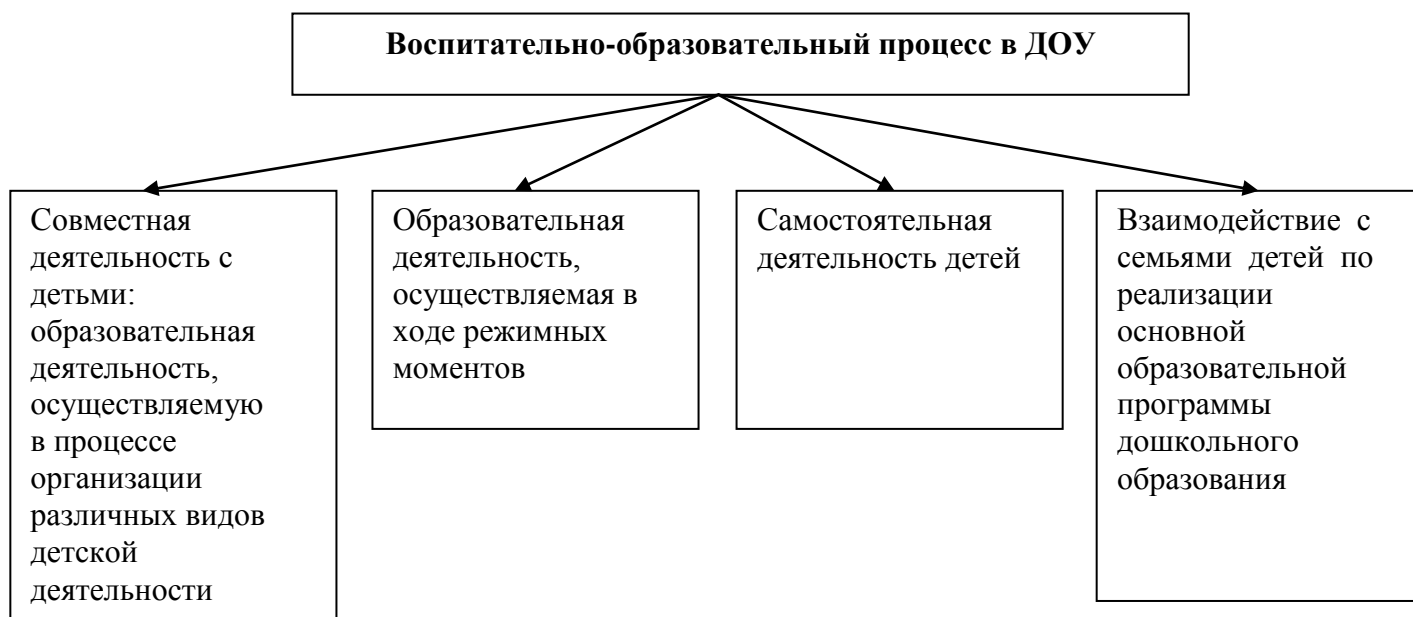 Воспитательно-образовательный процесс в ДОУ
Совместная
деятельность с
детьми:
образовательная
деятельность,
осуществляемую
в процессе
организации
различных видов
детской
деятельности
Образовательная
деятельность,
осуществляемая в
ходе режимных
моментов
Самостоятельная
деятельность детей
Взаимодействие с
семьями детей по
реализации
основной
образовательной
программы
дошкольного
образования